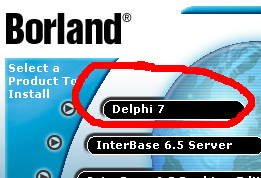 Borland®
Select a
Product To
Install
Delphi 7
InterBase 6.5 Server